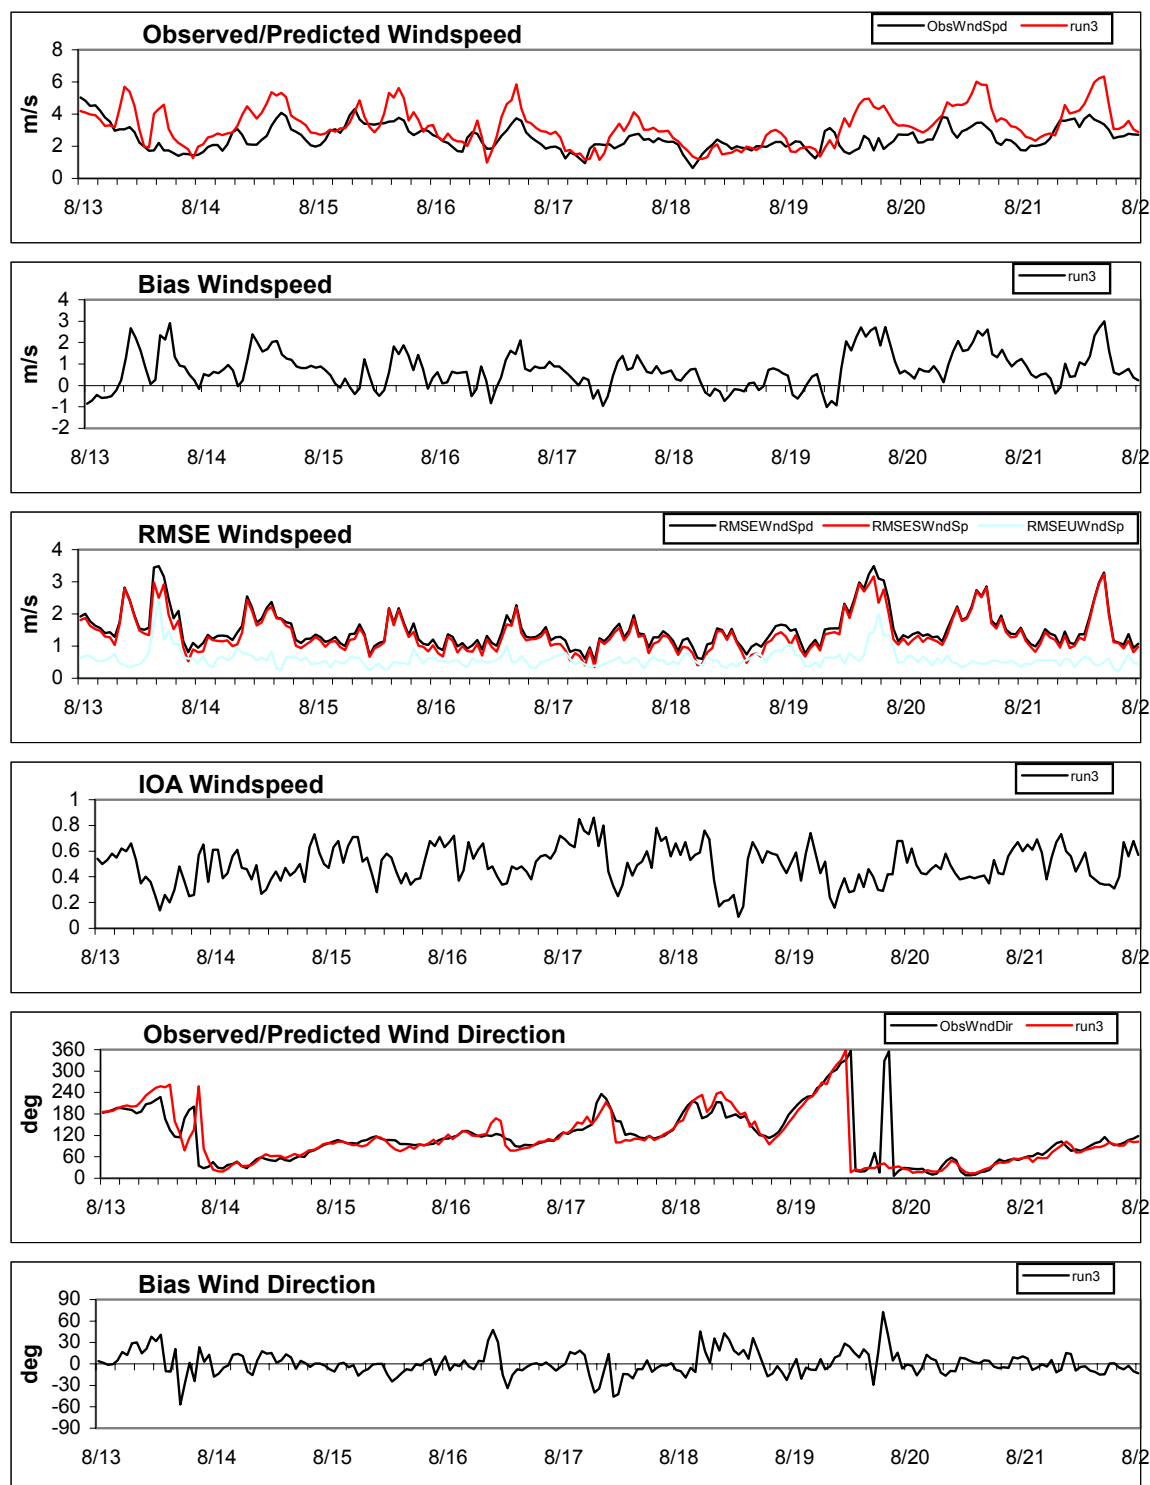 Observed/Predicted Windspeed
ObsWndSpd run3
m/s
8
6
4
2
0
8/13 8/14 8/15 8/16 8/17 8/18 8/19 8/20 8/21 8/2
Bias Windspeed
run3
m/s
4
3
2
1
0
-1
-2
8/13 8/14 8/15 8/16 8/17 8/18 8/19 8/20 8/21 8/2
RMSE Windspeed
RMSEWndSpd RMSESWndSp RMSEUWndSp
m/s
4
3
2
1
0
8/13 8/14 8/15 8/16 8/17 8/18 8/19 8/20 8/21 8/2
IOA Windspeed
run3
1
0.8
0.6
0.4
0.2
0
8/13 8/14 8/15 8/16 8/17 8/18 8/19 8/20 8/21 8/2
Observed/Predicted Wind Direction
ObsWndDir run3
deg
360
300
240
180
120
60
0
8/13 8/14 8/15 8/16 8/17 8/18 8/19 8/20 8/21 8/2
Bias Wind Direction
run3
deg
90
60
30
0
-30
-60
-90
8/13 8/14 8/15 8/16 8/17 8/18 8/19 8/20 8/21 8/2